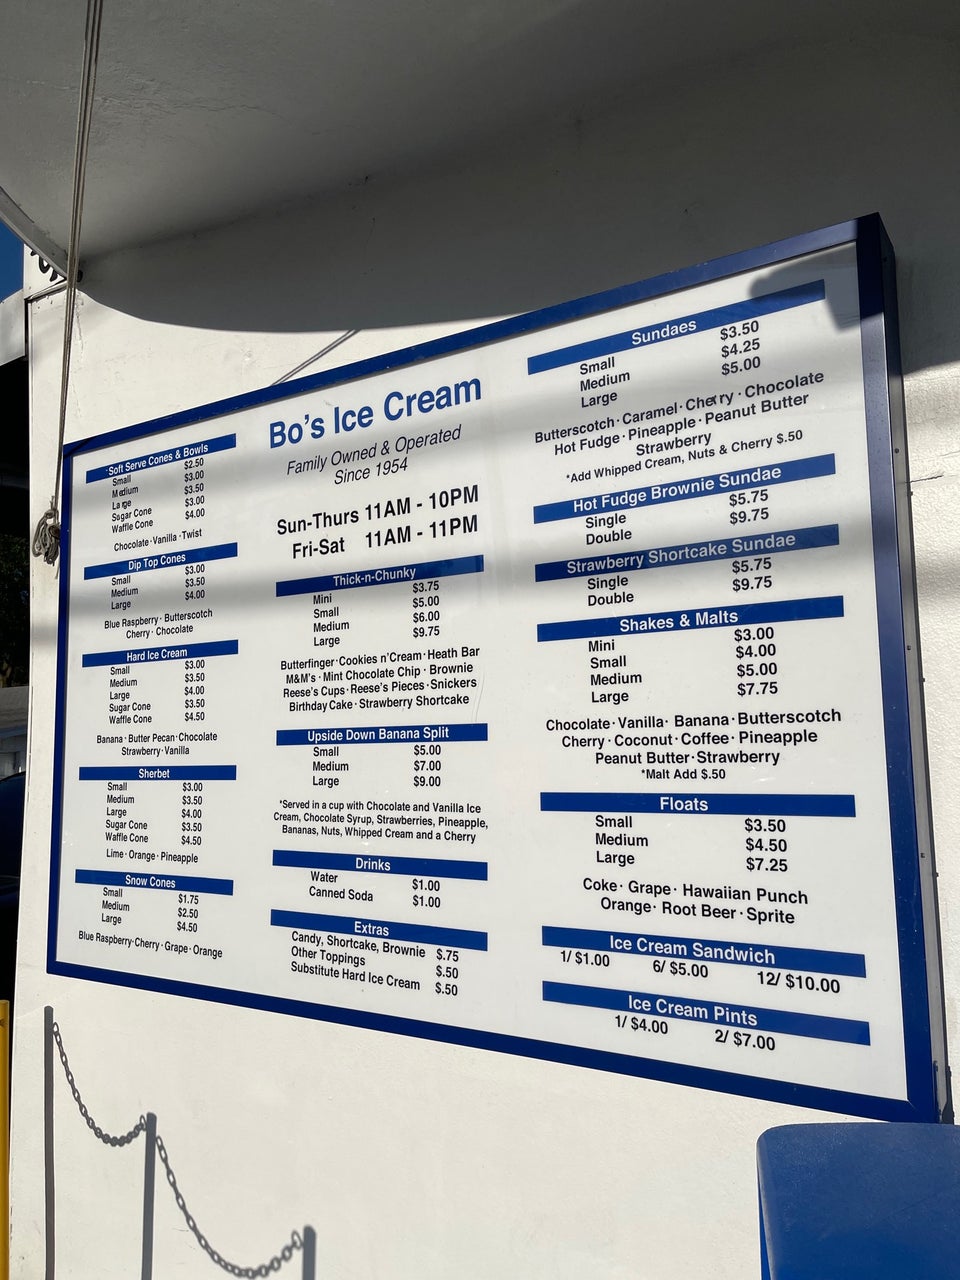 Bo's Ice Cream
Family Owned & Operated
Since 1954
Sun-Thurs 11AM - 10PM
Fri-Sat 11AM - 11PM
Soft Serve Cones & Bowls
Small $2.50
Medium $3.00
Large $3.50
Sugar Cone $3.00
Waffle Cone $4.00
Chocolate · Vanilla · Twist
Dip Top Cones
Small $3.00
Medium $3.50
Large $4.00
Blue Raspberry · Butterscotch
Cherry · Chocolate
Hard Ice Cream
Small $3.00
Medium $3.50
Large $4.00
Sugar Cone $3.50
Waffle Cone $4.50
Banana · Butter Pecan · Chocolate
Strawberry · Vanilla
Sherbet
Small $3.00
Medium $3.50
Large $4.00
Sugar Cone $3.50
Waffle Cone $4.50
Lime · Orange · Pineapple
Snow Cones
Small $1.75
Medium $2.50
Large $4.50
Blue Raspberry · Cherry · Grape · Orange
Thick-n-Chunky
Mini $3.75
Small $5.00
Medium $6.00
Large $9.75
Butterfinger · Cookies n'Cream · Heath Bar
M&M's · Mint Chocolate Chip · Brownie
Reese's Cups · Reese's Pieces · Snickers
Birthday Cake · Strawberry Shortcake
Upside Down Banana Split
Small $5.00
Medium $7.00
Large $9.00
*Served in a cup with Chocolate and Vanilla Ice
Cream, Chocolate Syrup, Strawberries, Pineapple,
Bananas, Nuts, Whipped Cream and a Cherry
Drinks
Water $1.00
Canned Soda $1.00
Extras
Candy, Shortcake, Brownie $.75
Other Toppings $.50
Substitute Hard Ice Cream $.50
Sundaes
Small $3.50
Medium $4.25
Large $5.00
Butterscotch · Caramel · Cherry · Chocolate
Hot Fudge · Pineapple · Peanut Butter
Strawberry
*Add Whipped Cream, Nuts & Cherry $.50
Hot Fudge Brownie Sundae
Single $5.75
Double $9.75
Strawberry Shortcake Sundae
Single $5.75
Double $9.75
Shakes & Malts
Mini $3.00
Small $4.00
Medium $5.00
Large $7.75
Chocolate · Vanilla · Banana · Butterscotch
Cherry · Coconut · Coffee · Pineapple
Peanut Butter · Strawberry
*Malt Add $.50
Floats
Small $3.50
Medium $4.50
Large $7.25
Coke · Grape · Hawaiian Punch
Orange · Root Beer · Sprite
Ice Cream Sandwich
1/ $1.00 6/ $5.00 12/ $10.00
Ice Cream Pints
1/ $4.00 2/ $7.00